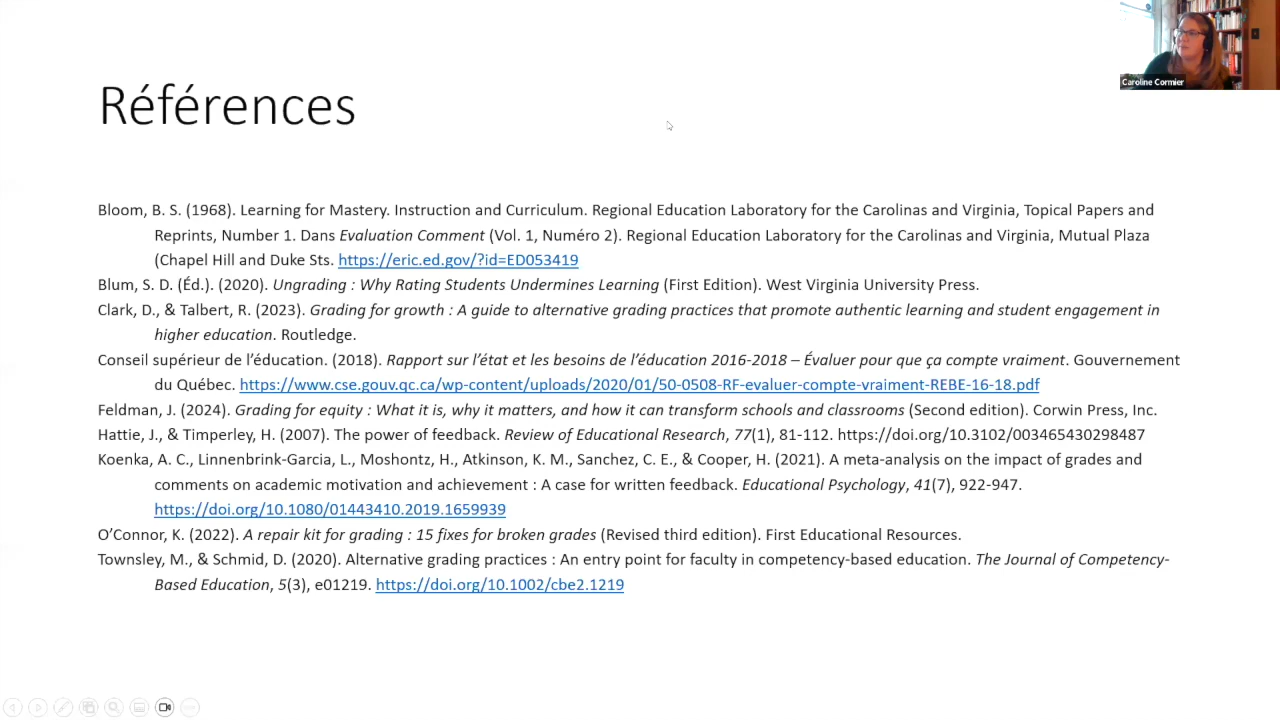 Caroline Cormier
Références
Bloom, B. S. (1968). Learning for Mastery. Instruction and Curriculum. Regional Education Laboratory for the Carolinas and Virginia, Topical Papers and
Reprints, Number 1. Dans Evaluation Comment (Vol. 1, Numéro 2). Regional Education Laboratory for the Carolinas and Virginia, Mutual Plaza
(Chapel Hill and Duke Sts. https://eric.ed.gov/?id=ED053419
Blum, S. D. (Éd.). (2020). Ungrading : Why Rating Students Undermines Learning (First Edition). West Virginia University Press.
Clark, D., & Talbert, R. (2023). Grading for growth : A guide to alternative grading practices that promote authentic learning and student engagement in
higher education. Routledge.
Conseil supérieur de l’éducation. (2018). Rapport sur l’état et les besoins de l’éducation 2016-2018 – Évaluer pour que ça compte vraiment. Gouvernement
du Québec. https://www.cse.gouv.qc.ca/wp-content/uploads/2020/01/50-0508-RF-evaluer-compte-vraiment-REBE-16-18.pdf
Feldman, J. (2024). Grading for equity : What it is, why it matters, and how it can transform schools and classrooms (Second edition). Corwin Press, Inc.
Hattie, J., & Timperley, H. (2007). The power of feedback. Review of Educational Research, 77(1), 81-112. https://doi.org/10.3102/003465430298487
Koenka, A. C., Linnenbrink-Garcia, L., Moshontz, H., Atkinson, K. M., Sanchez, C. E., & Cooper, H. (2021). A meta-analysis on the impact of grades and
comments on academic motivation and achievement : A case for written feedback. Educational Psychology, 41(7), 922-947.
https://doi.org/10.1080/01443410.2019.1659939
O’Connor, K. (2022). A repair kit for grading : 15 fixes for broken grades (Revised third edition). First Educational Resources.
Townsley, M., & Schmid, D. (2020). Alternative grading practices : An entry point for faculty in competency-based education. The Journal of Competency-
Based Education, 5(3), e01219. https://doi.org/10.1002/cbe2.1219